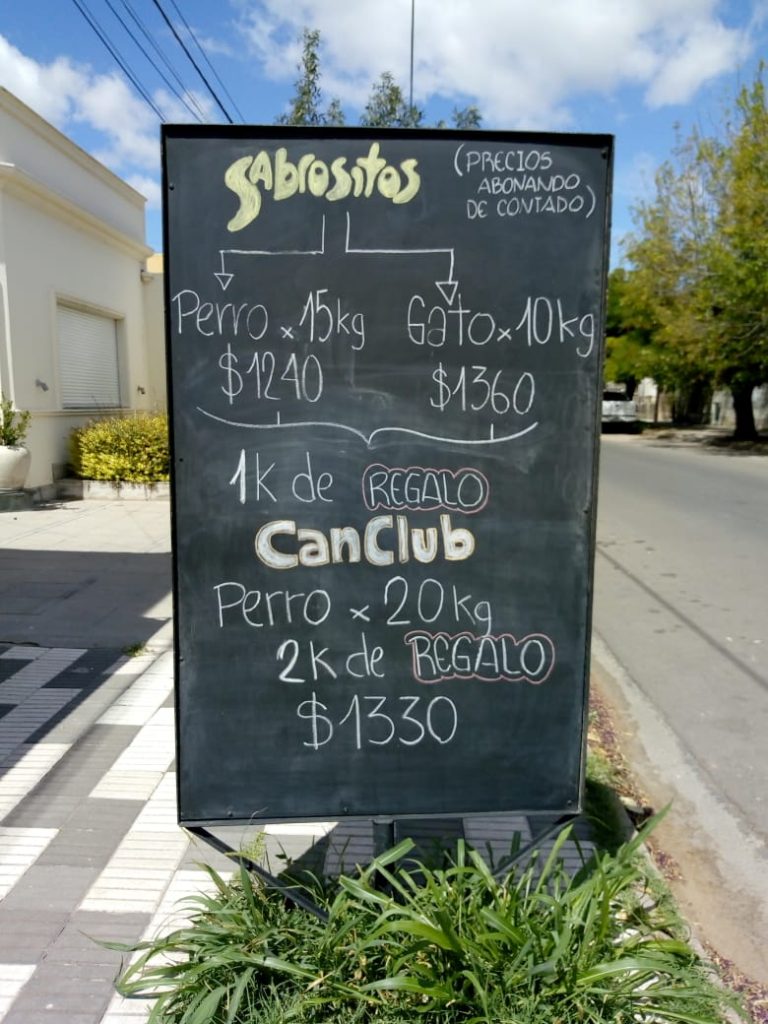 SAbrositos
(PRECIOS
ABONANDO
DE CONTADO)
Perro x 15kg
$1240
Gato x 10kg
$1360
1K de REGALO
CanClub
Perro x 20kg
2K de REGALO
$1330